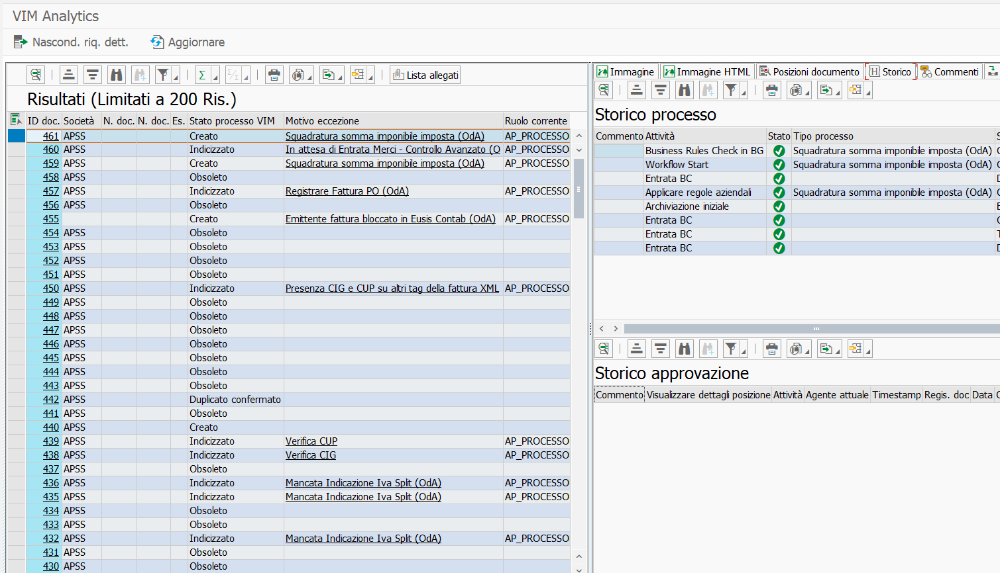 VIM Analytics
Nascond. riq. dett. Aggiornare
Lista allegati
Risultati (Limitati a 200 Ris.)
ID doc. Società N. doc. N. doc. Es. Stato processo VIM Motivo eccezione Ruolo corrente
461 APSS Creato Squadratura somma imponibile imposta (OdA) AP_PROCESSO
460 APSS Indicizzato In attesa di Entrata Merci - Controllo Avanzato (O AP_PROCESSO
459 APSS Creato Squadratura somma imponibile imposta (OdA) AP_PROCESSO
458 APSS Obsoleto
457 APSS Indicizzato Registrare Fattura PO (OdA) AP_PROCESSO
456 APSS Obsoleto
455 Creato Emittente fattura bloccato in Eusis Contab (OdA) AP_PROCESSO
454 APSS Obsoleto
453 APSS Obsoleto
452 APSS Obsoleto
451 APSS Obsoleto
450 APSS Indicizzato Presenza CIG e CUP su altri tag della fattura XML AP_PROCESSO
449 APSS Obsoleto
448 APSS Obsoleto
447 APSS Obsoleto
446 APSS Obsoleto
445 APSS Obsoleto
444 APSS Obsoleto
443 APSS Obsoleto
442 APSS Duplicato confermato
441 APSS Obsoleto
440 APSS Creato
439 APSS Indicizzato Verifica CUP AP_PROCESSO
438 APSS Indicizzato Verifica CIG AP_PROCESSO
437 APSS Obsoleto
436 APSS Indicizzato Mancata Indicazione Iva Split (OdA) AP_PROCESSO
435 APSS Indicizzato Mancata Indicazione Iva Split (OdA) AP_PROCESSO
434 APSS Obsoleto
433 APSS Obsoleto
432 APSS Indicizzato Mancata Indicazione Iva Split (OdA) AP_PROCESSO
431 APSS Obsoleto
430 APSS Obsoleto
Immagine Immagine HTML Posizioni documento Storico Commenti
Storico processo
Commento Attività Stato Tipo processo
Business Rules Check in BG Squadratura somma imponibile imposta (OdA)
Workflow Start Squadratura somma imponibile imposta (OdA)
Entrata BC
Applicare regole aziendali Squadratura somma imponibile imposta (OdA)
Archiviazione iniziale
Entrata BC
Entrata BC
Entrata BC
Storico approvazione
Commento Visualizzare dettagli posizione Attività Agente attuale Timestamp Regis. doc Data